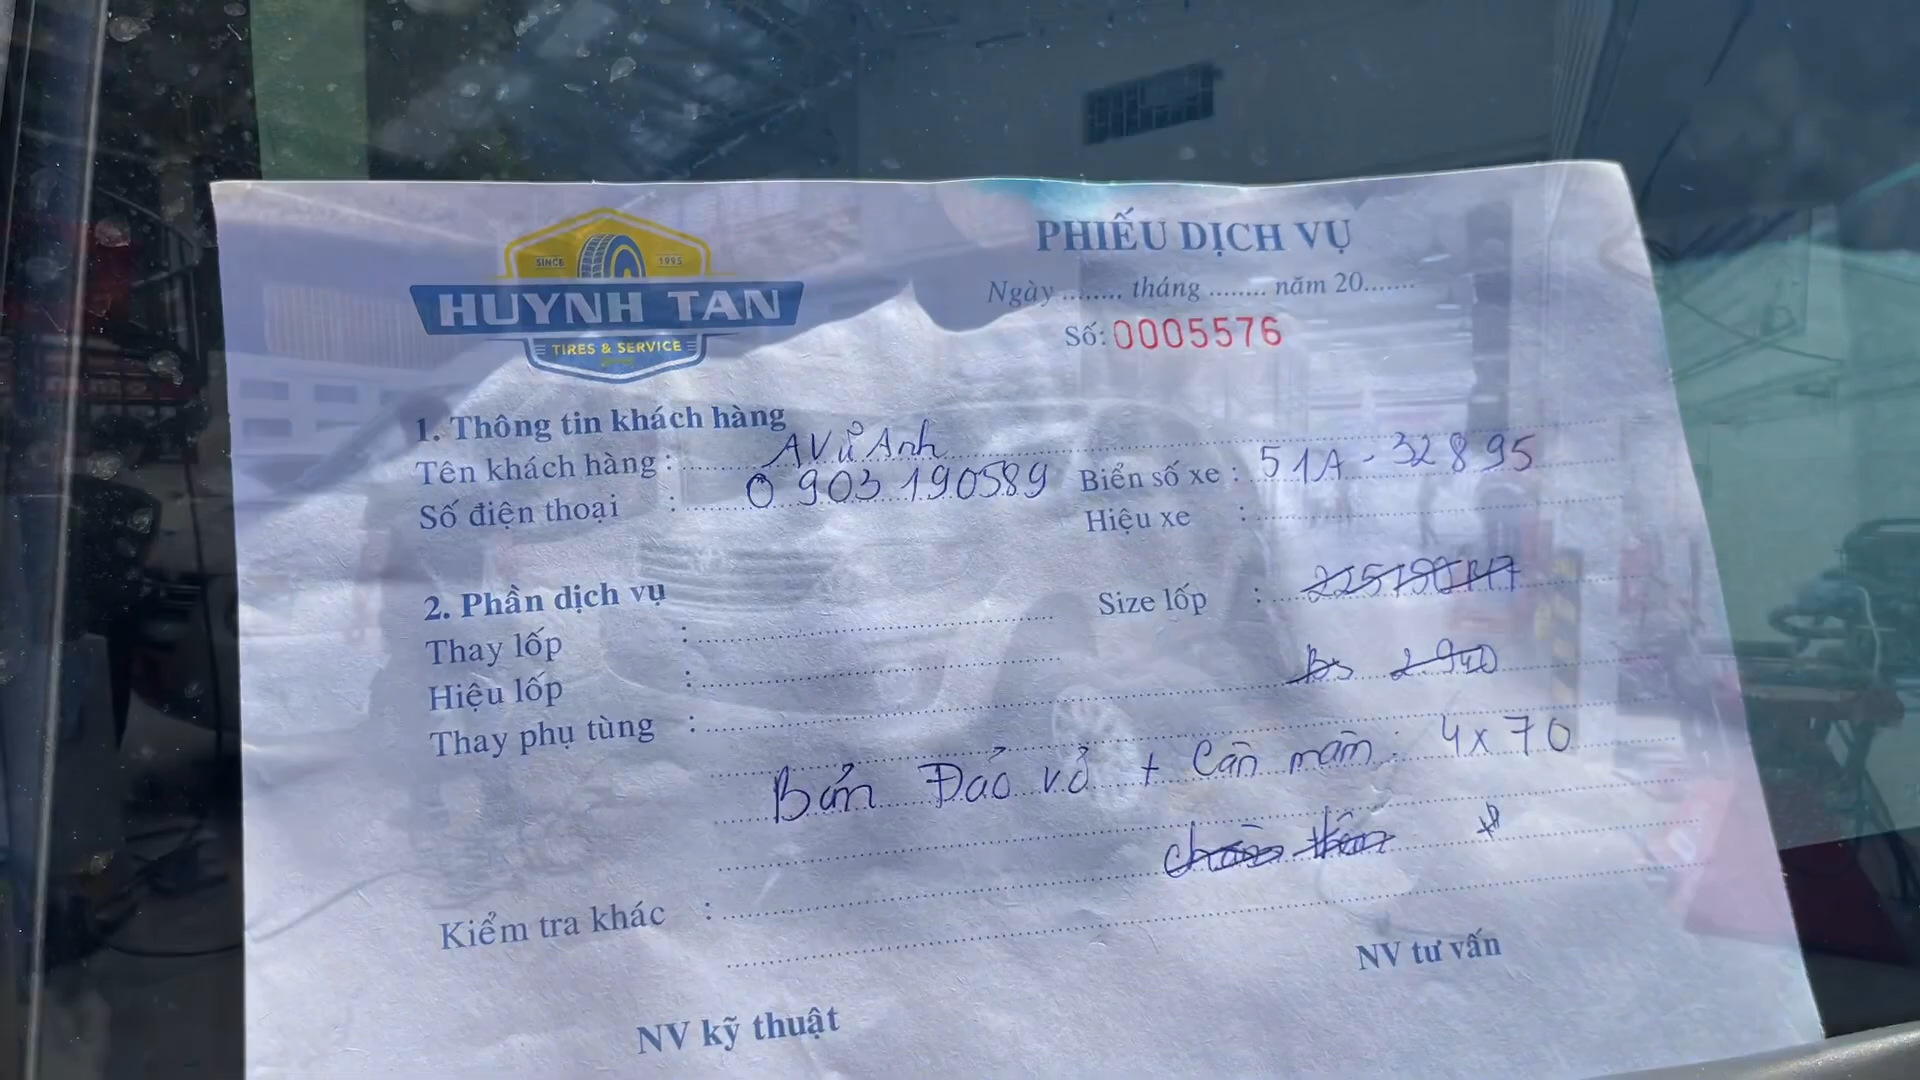 SINCE 1995
HUYNH TAN
TIRES & SERVICE
PHIẾU DỊCH VỤ
Ngày ........ tháng ........ năm 20.......
Số: 0005576
1. Thông tin khách hàng
Tên khách hàng : A Vũ Anh
Biển số xe : 51A - 32895
Số điện thoại : 0903190589
Hiệu xe :
2. Phần dịch vụ
Thay lốp :
Size lốp :
Hiệu lốp :
2940
Thay phụ tùng :
Bán Đảo vỏ + Cân mâm : 4x70
Kiểm tra khác :
NV tư vấn
NV kỹ thuật